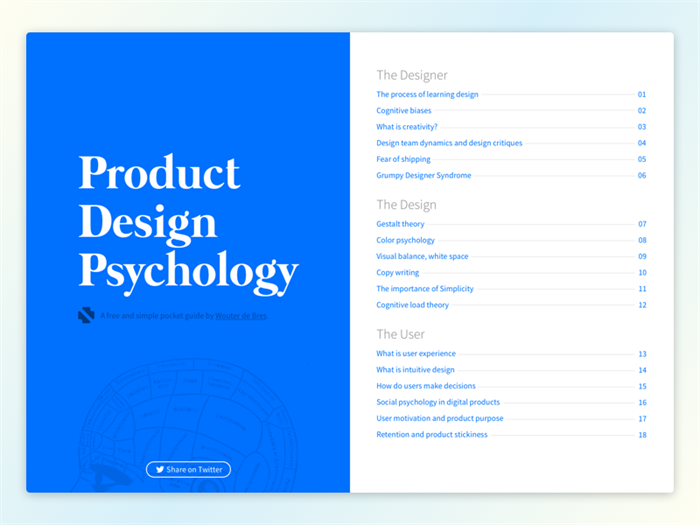 Product
Design
Psychology
A free and simple pocket guide by Wouter de Bres.
Share on Twitter
The Designer
The process of learning design 01
Cognitive biases 02
What is creativity? 03
Design team dynamics and design critiques 04
Fear of shipping 05
Grumpy Designer Syndrome 06
The Design
Gestalt theory 07
Color psychology 08
Visual balance, white space 09
Copy writing 10
The importance of Simplicity 11
Cognitive load theory 12
The User
What is user experience 13
What is intuitive design 14
How do users make decisions 15
Social psychology in digital products 16
User motivation and product purpose 17
Retention and product stickiness 18